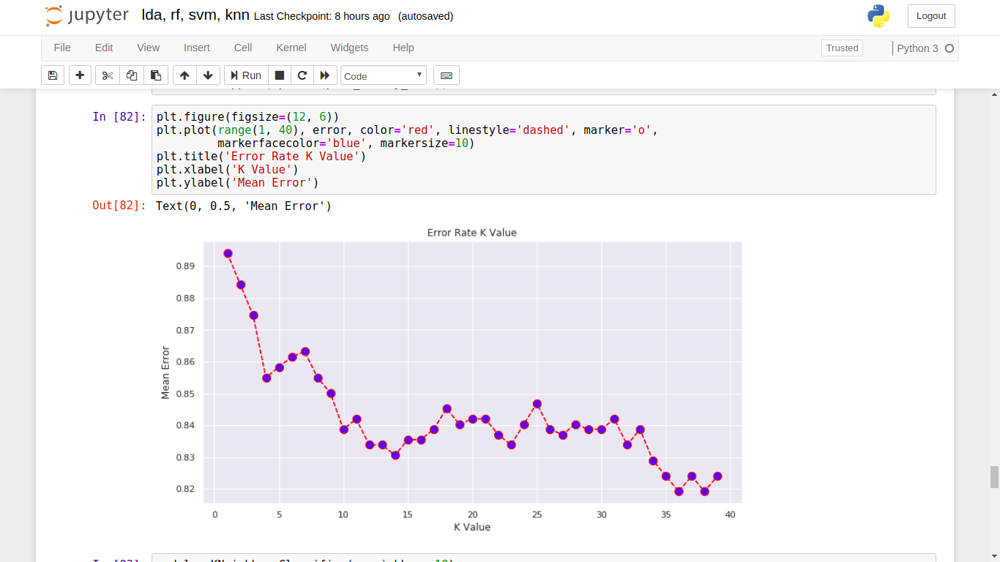 jupyter lda, rf, svm, knn Last Checkpoint: 8 hours ago (autosaved)
Logout
File Edit View Insert Cell Kernel Widgets Help
Trusted
Python 3
Run
Code
In [82]:
plt.figure(figsize=(12, 6))
plt.plot(range(1, 40), error, color='red', linestyle='dashed', marker='o',
markerfacecolor='blue', markersize=10)
plt.title('Error Rate K Value')
plt.xlabel('K Value')
plt.ylabel('Mean Error')
Out[82]:
Text(0, 0.5, 'Mean Error')
Error Rate K Value
Mean Error
0.89
0.88
0.87
0.86
0.85
0.84
0.83
0.82
0 5 10 15 20 25 30 35 40
K Value